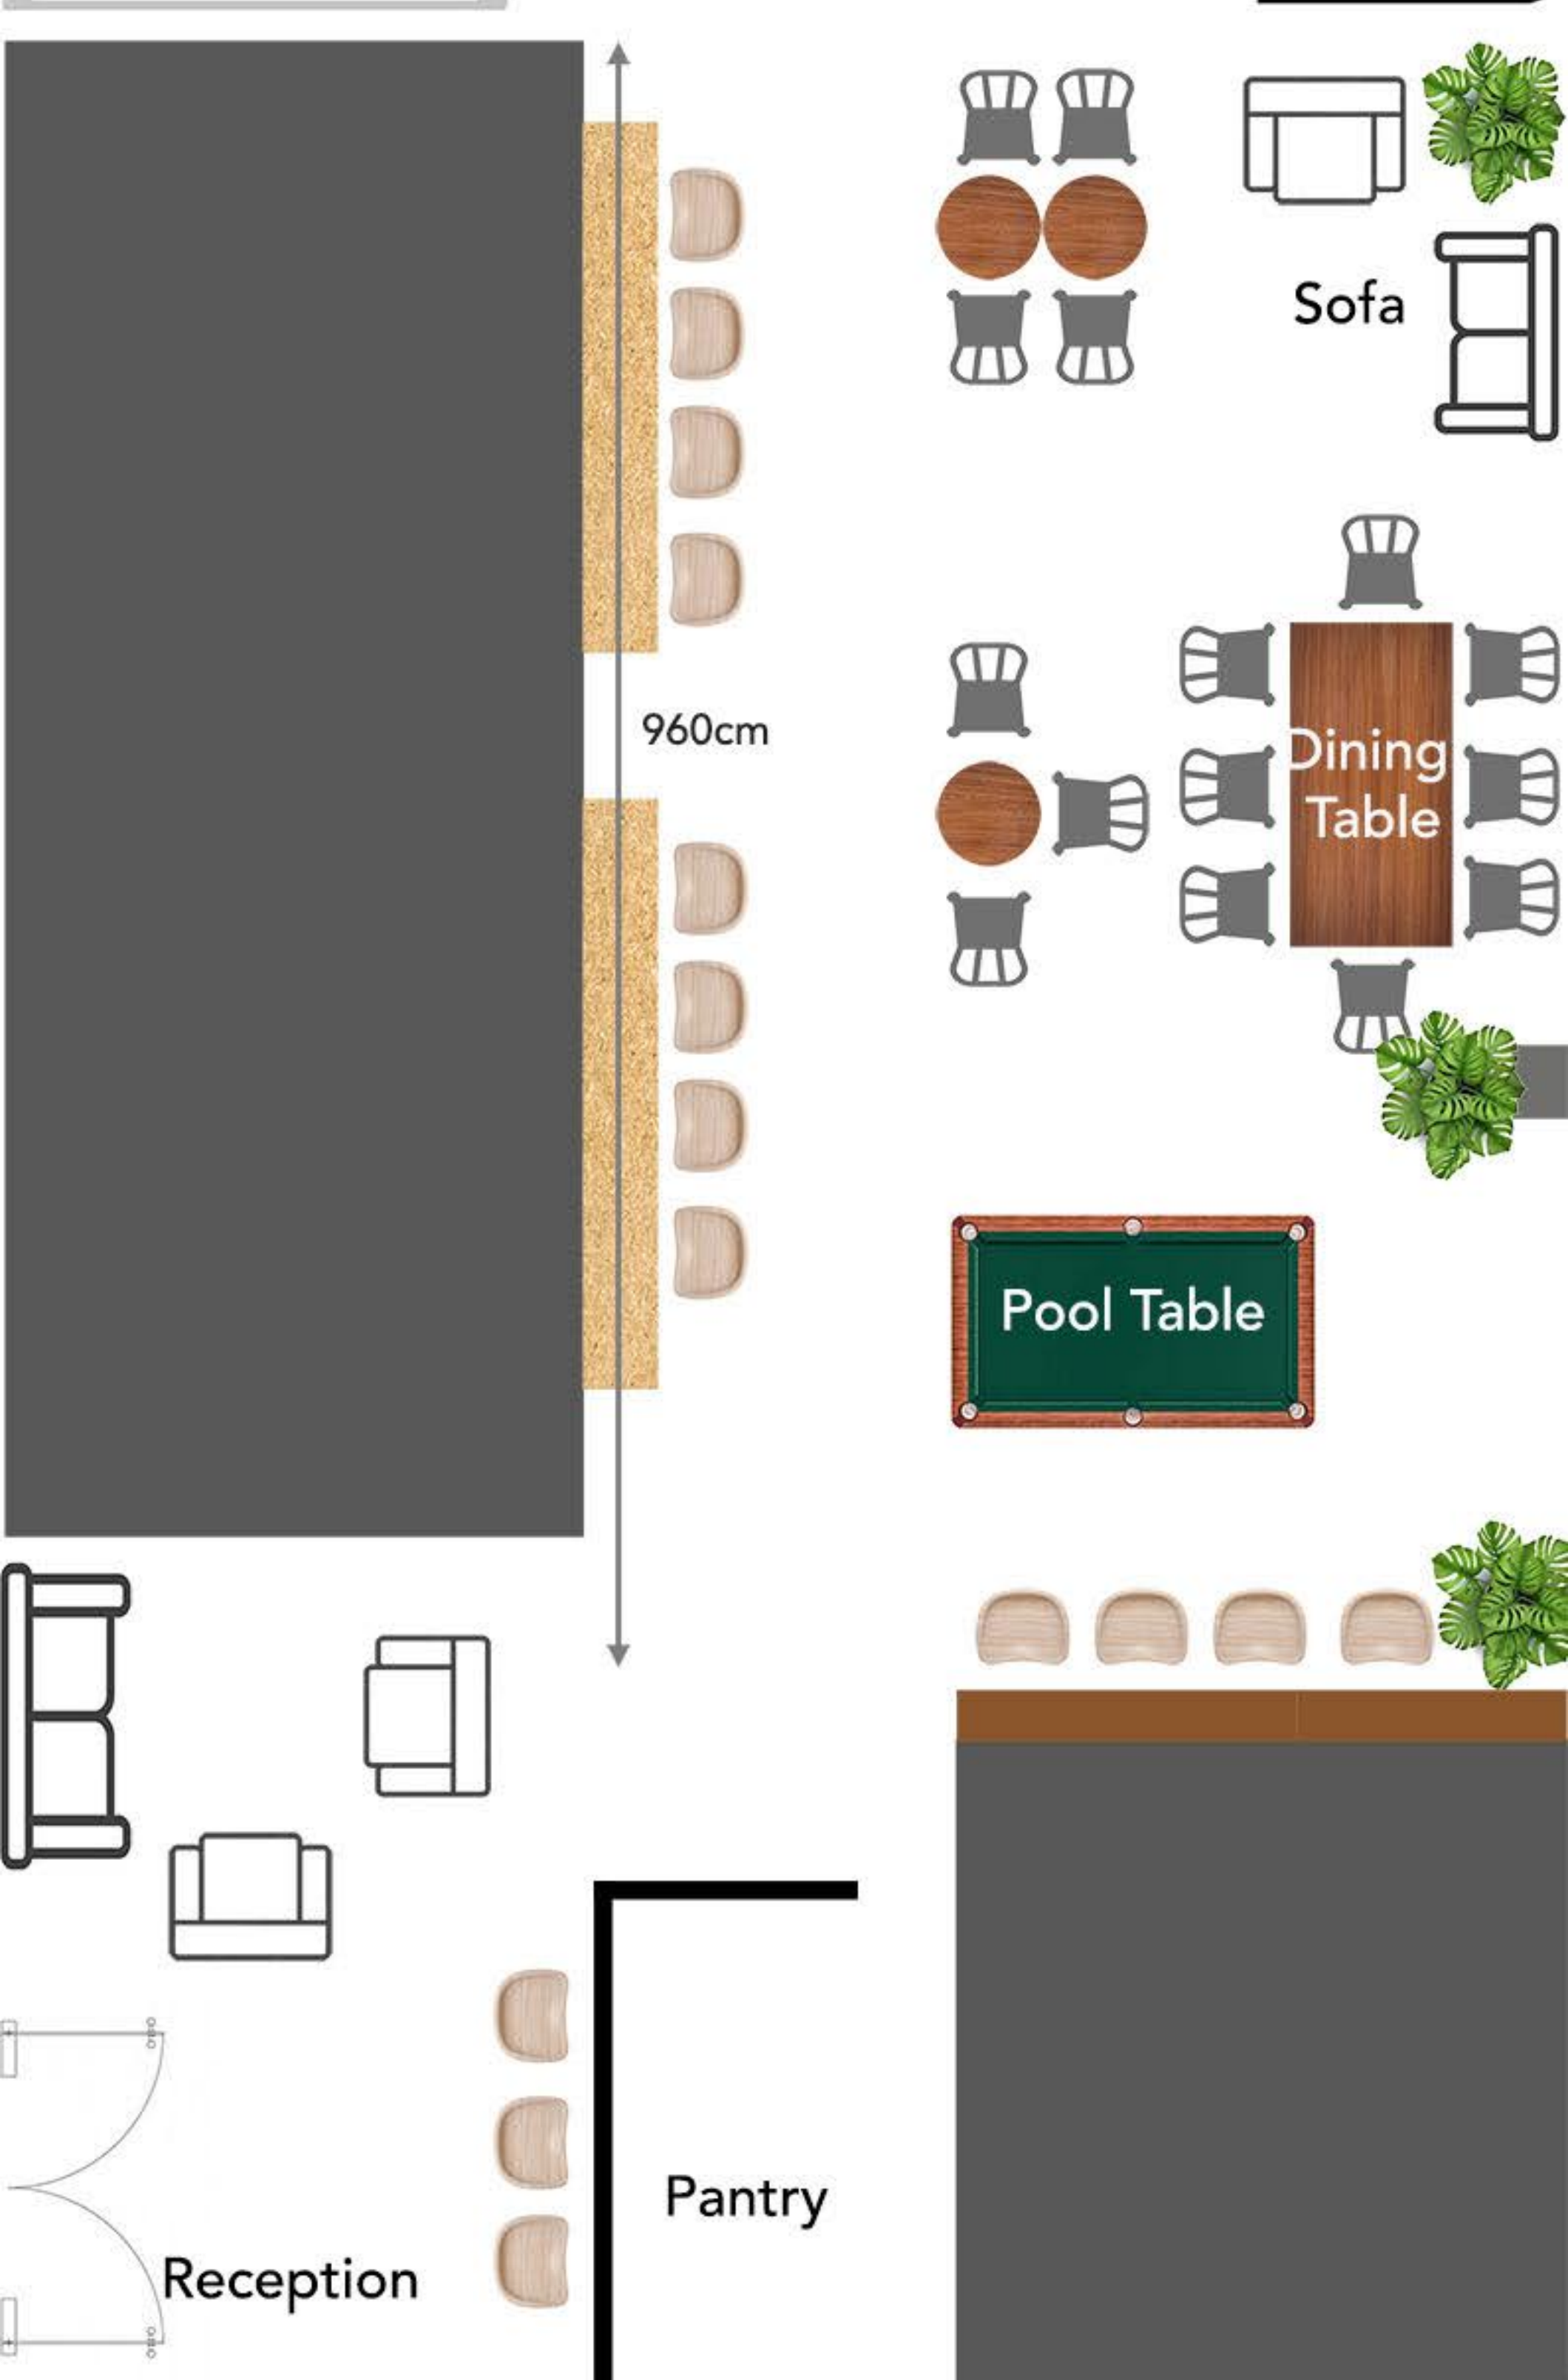 Sofa
960cm
Dining
Table
Pool Table
Pantry
Reception